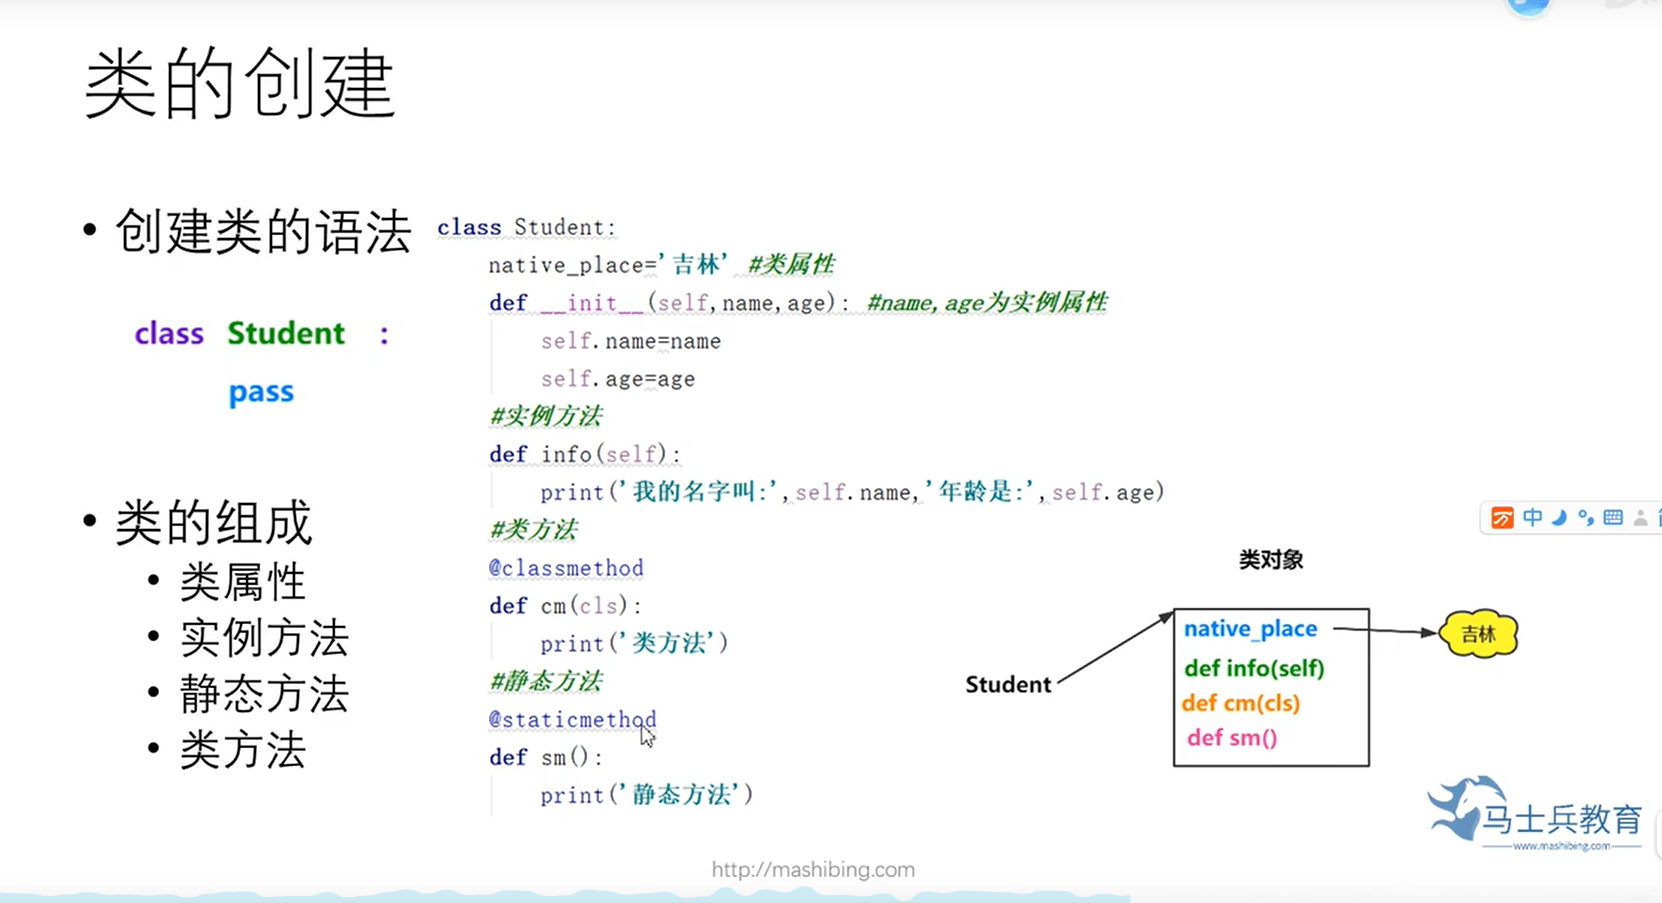 类的创建
• 创建类的语法
class Student :
pass
• 类的组成
• 类属性
• 实例方法
• 静态方法
• 类方法
class Student:
native_place='吉林' #类属性
def __init__(self,name,age): #name,age为实例属性
self.name=name
self.age=age
#实例方法
def info(self):
print('我的名字叫:',self.name,'年龄是:',self.age)
#类方法
@classmethod
def cm(cls):
print('类方法')
#静态方法
@staticmethod
def sm():
print('静态方法')
中
类对象
Student
native_place
吉林
def info(self)
def cm(cls)
def sm()
马士兵教育
www.mashibing.com
http://mashibing.com